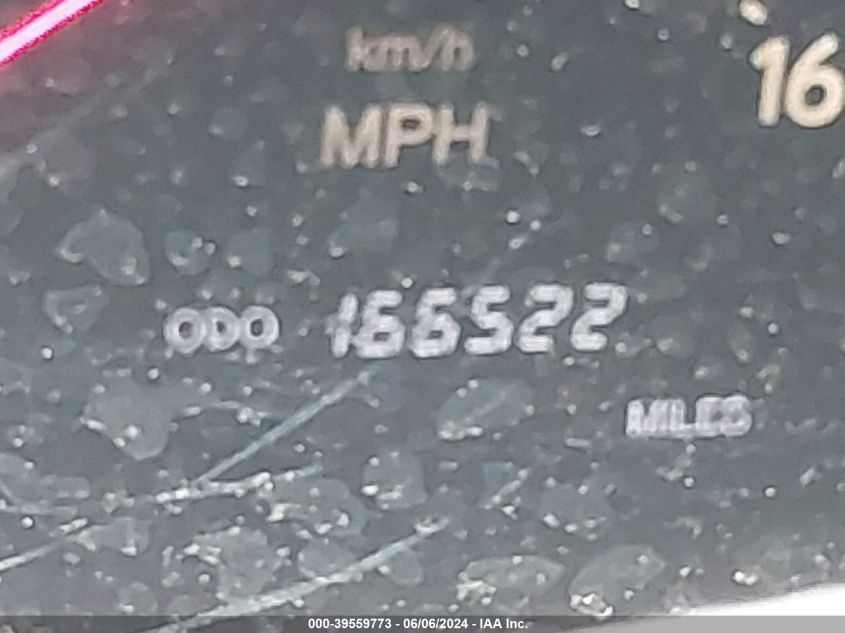 km/h
MPH
16
ODO 166522
MILES
000-39559773 - 06/06/2024 - IAA Inc.